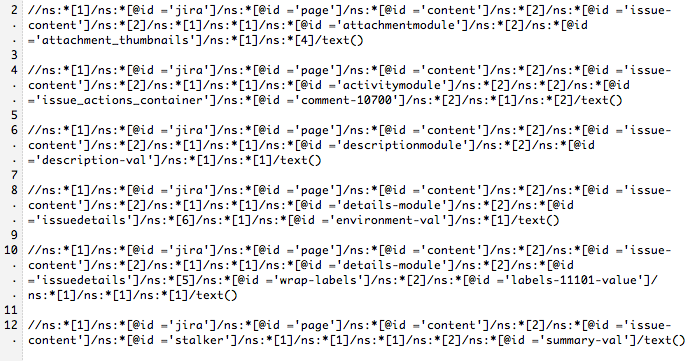 2 //ns:*[1]/ns:*[@id ='jira']/ns:*[@id ='page']/ns:*[@id ='content']/ns:*[2]/ns:*[@id ='issue-
· content']/ns:*[2]/ns:*[1]/ns:*[1]/ns:*[@id ='attachmentmodule']/ns:*[2]/ns:*[@id
· ='attachment_thumbnails']/ns:*[1]/ns:*[4]/text()
3
4 //ns:*[1]/ns:*[@id ='jira']/ns:*[@id ='page']/ns:*[@id ='content']/ns:*[2]/ns:*[@id ='issue-
· content']/ns:*[2]/ns:*[1]/ns:*[1]/ns:*[@id ='activitymodule']/ns:*[2]/ns:*[2]/ns:*[@id
· ='issue_actions_container']/ns:*[@id ='comment-10700']/ns:*[2]/ns:*[1]/ns:*[2]/text()
5
6 //ns:*[1]/ns:*[@id ='jira']/ns:*[@id ='page']/ns:*[@id ='content']/ns:*[2]/ns:*[@id ='issue-
· content']/ns:*[2]/ns:*[1]/ns:*[1]/ns:*[@id ='descriptionmodule']/ns:*[2]/ns:*[@id
· ='description-val']/ns:*[1]/ns:*[1]/text()
7
8 //ns:*[1]/ns:*[@id ='jira']/ns:*[@id ='page']/ns:*[@id ='content']/ns:*[2]/ns:*[@id ='issue-
· content']/ns:*[2]/ns:*[1]/ns:*[1]/ns:*[@id ='details-module']/ns:*[2]/ns:*[@id
· ='issuedetails']/ns:*[6]/ns:*[1]/ns:*[@id ='environment-val']/ns:*[1]/text()
9
10 //ns:*[1]/ns:*[@id ='jira']/ns:*[@id ='page']/ns:*[@id ='content']/ns:*[2]/ns:*[@id ='issue-
· content']/ns:*[2]/ns:*[1]/ns:*[1]/ns:*[@id ='details-module']/ns:*[2]/ns:*[@id
· ='issuedetails']/ns:*[5]/ns:*[@id ='wrap-labels']/ns:*[2]/ns:*[@id ='labels-11101-value']/
· ns:*[1]/ns:*[1]/ns:*[1]/text()
11
12 //ns:*[1]/ns:*[@id ='jira']/ns:*[@id ='page']/ns:*[@id ='content']/ns:*[2]/ns:*[@id ='issue-
· content']/ns:*[@id ='stalker']/ns:*[1]/ns:*[1]/ns:*[1]/ns:*[2]/ns:*[@id ='summary-val']/text()